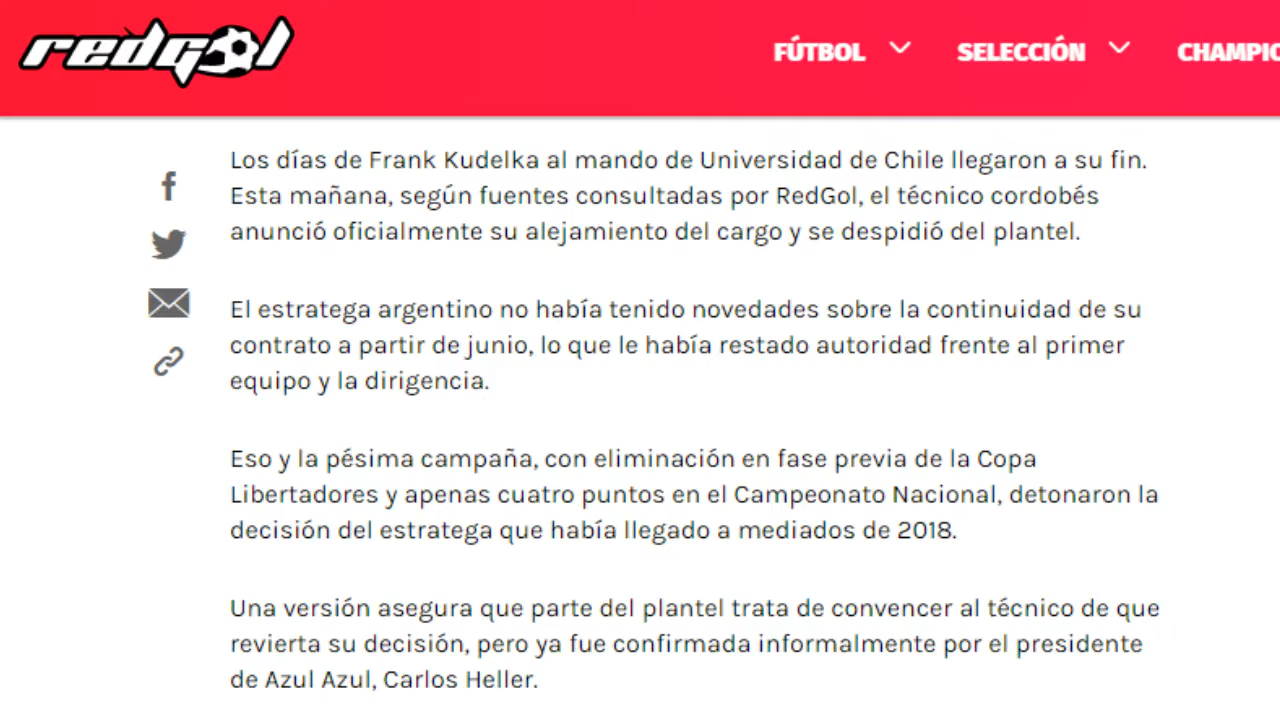 redgol
FÚTBOL SELECCIÓN CHAMPIO
Los días de Frank Kudelka al mando de Universidad de Chile llegaron a su fin.
Esta mañana, según fuentes consultadas por RedGol, el técnico cordobés
anunció oficialmente su alejamiento del cargo y se despidió del plantel.
El estratega argentino no había tenido novedades sobre la continuidad de su
contrato a partir de junio, lo que le había restado autoridad frente al primer
equipo y la dirigencia.
Eso y la pésima campaña, con eliminación en fase previa de la Copa
Libertadores y apenas cuatro puntos en el Campeonato Nacional, detonaron la
decisión del estratega que había llegado a mediados de 2018.
Una versión asegura que parte del plantel trata de convencer al técnico de que
revierta su decisión, pero ya fue confirmada informalmente por el presidente
de Azul Azul, Carlos Heller.